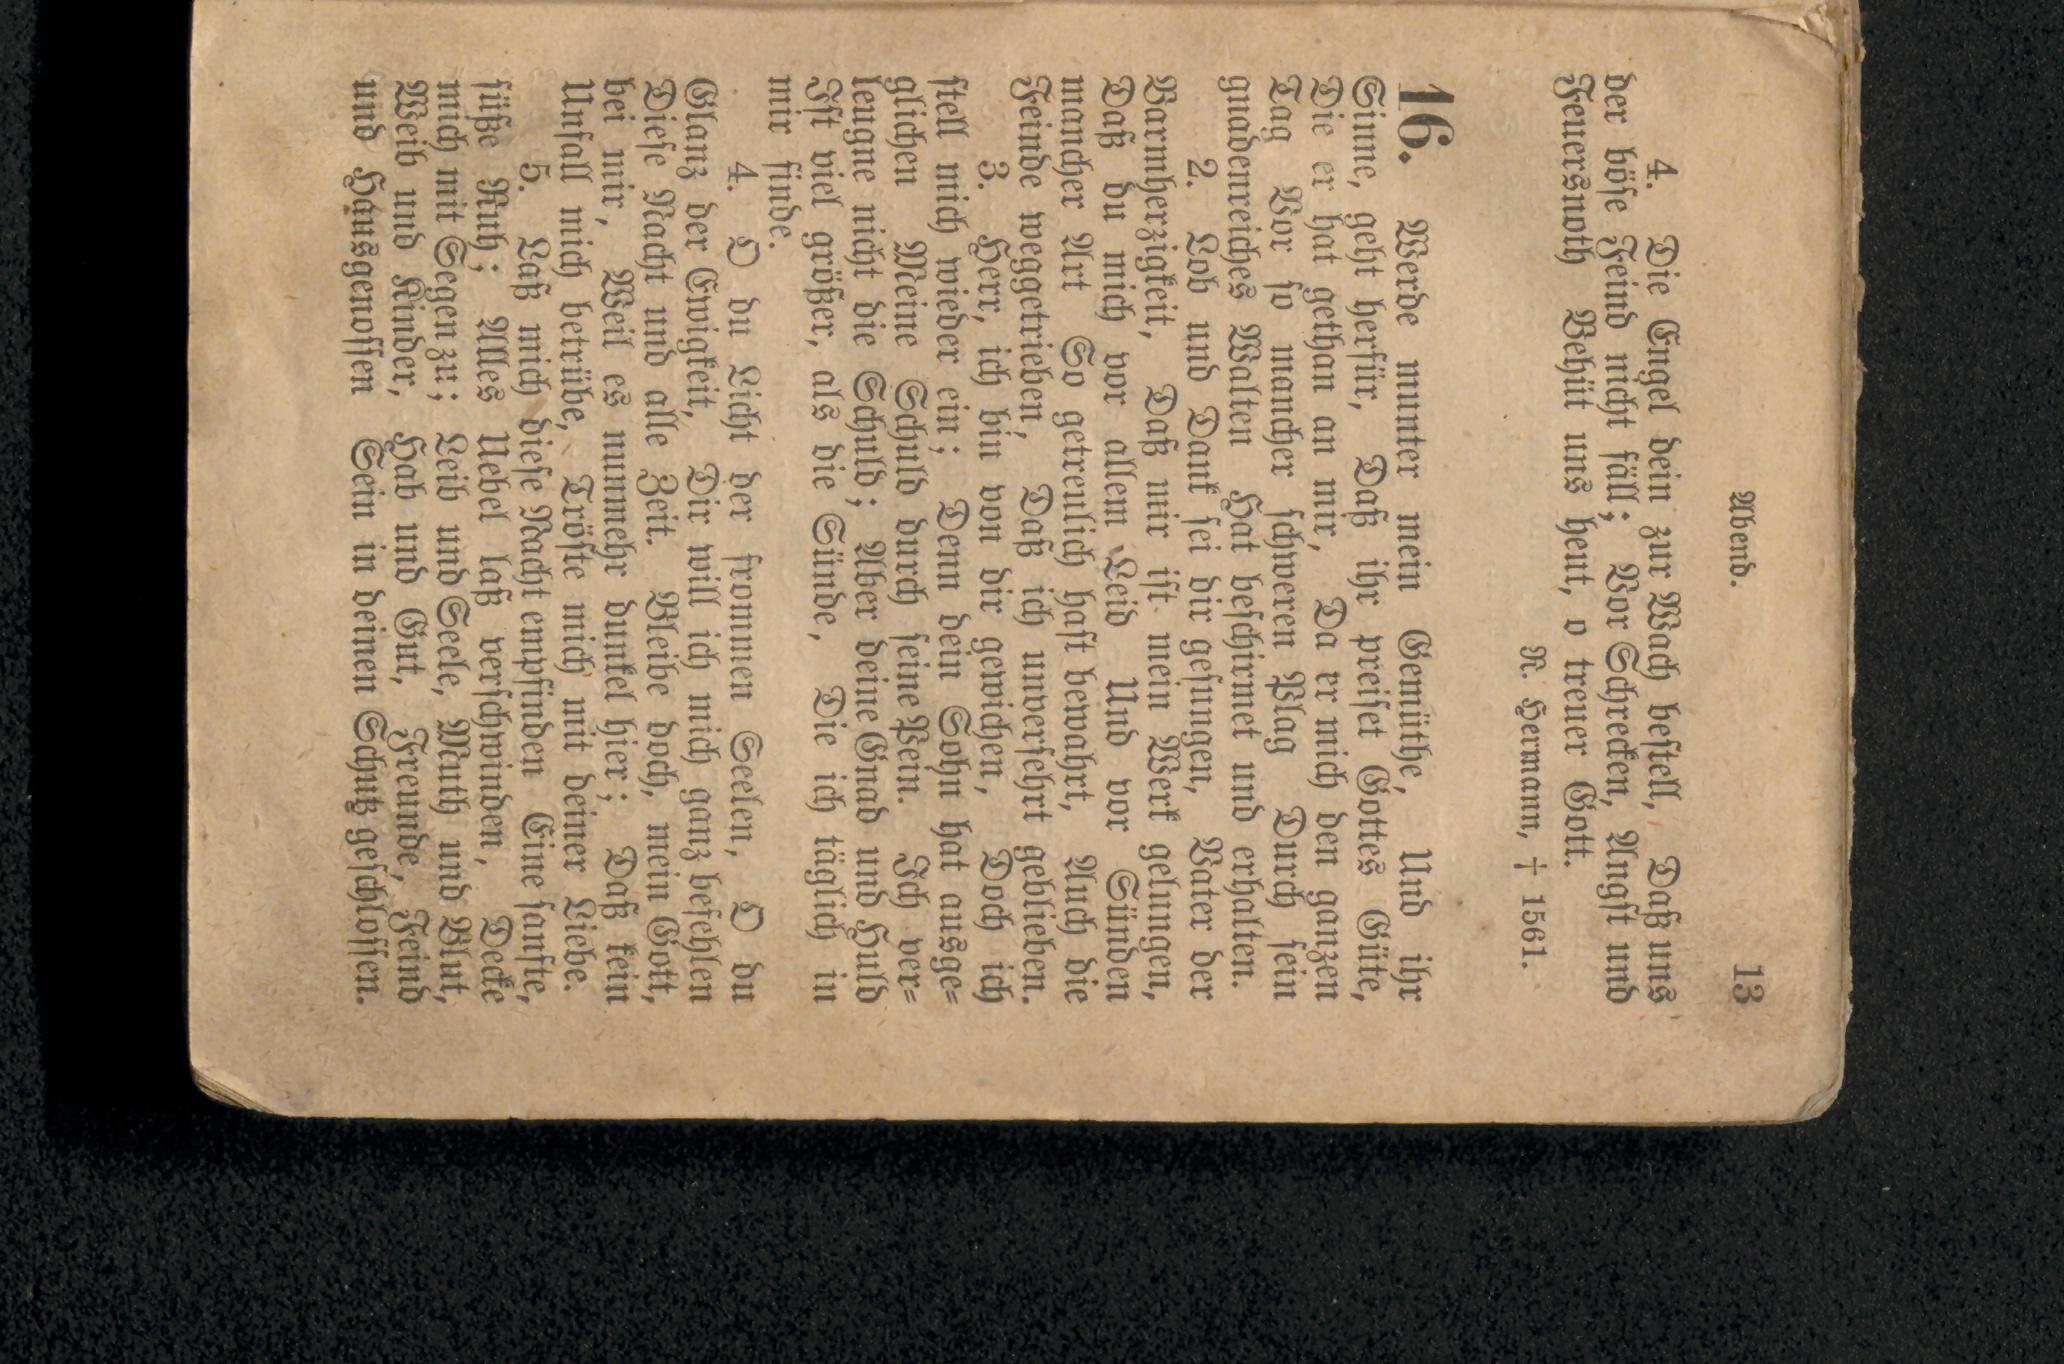 Abend. 13
4. Die Engel dein zur Wach bestell, Daß uns
der böse Feind nicht fäll; Vor Schrecken, Angst und
Feuersnoth Behüt uns heut, o treuer Gott.
N. Hermann, † 1561.
16. Werde munter mein Gemüthe, Und ihr
Sinne, geht herfür, Daß ihr preiset Gottes Güte,
Die er hat gethan an mir, Da er mich den ganzen
Tag Vor so mancher schweren Plag Durch sein
gnadenreiches Walten Hat beschirmet und erhalten.
2. Lob und Dank sei dir gesungen, Vater der
Barmherzigkeit, Daß mir ist mein Werk gelungen,
Daß du mich vor allem Leid Und vor Sünden
mancher Art So getreulich hast bewahrt, Auch die
Feinde weggetrieben, Daß ich unversehrt geblieben.
3. Herr, ich bin von dir gewichen, Doch ich
stell mich wieder ein; Denn dein Sohn hat ausge=
glichen Meine Schuld durch seine Pein. Ich ver=
leugne nicht die Schuld; Aber deine Gnad und Huld
Ist viel größer, als die Sünde, Die ich täglich in
mir finde.
4. O du Licht der frommen Seelen, O du
Glanz der Ewigkeit, Dir will ich mich ganz befehlen
Diese Nacht und alle Zeit. Bleibe doch, mein Gott,
bei mir, Weil es nunmehr dunkel hier; Daß kein
Unfall mich betrübe, Tröste mich mit deiner Liebe.
5. Laß mich diese Nacht empfinden Eine sanfte,
süße Ruh; Alles Uebel laß verschwinden, Decke
mich mit Segen zu; Leib und Seele, Muth und Blut,
Weib und Kinder, Hab und Gut, Freunde, Feind
und Hausgenossen Sein in deinen Schutz geschlossen.